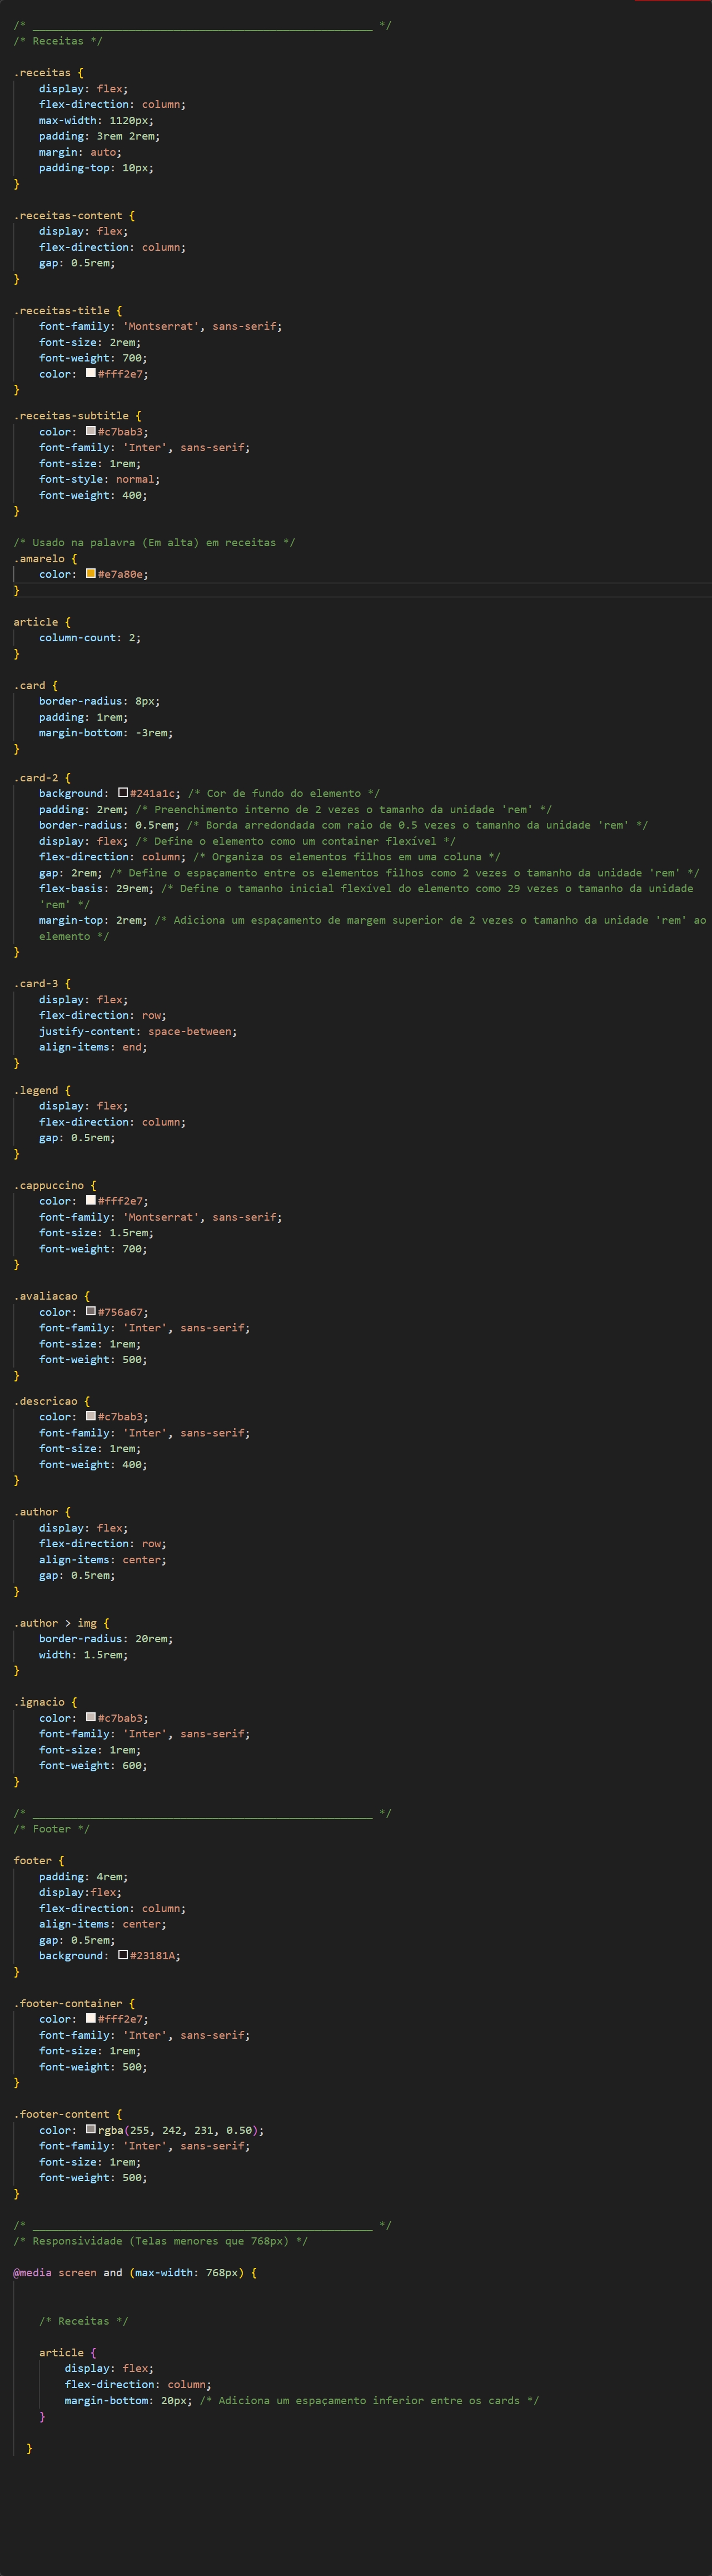 /* _____________________________________________________ */
/* Receitas */
.receitas {
display: flex;
flex-direction: column;
max-width: 1120px;
padding: 3rem 2rem;
margin: auto;
padding-top: 10px;
}
.receitas-content {
display: flex;
flex-direction: column;
gap: 0.5rem;
}
.receitas-title {
font-family: 'Montserrat', sans-serif;
font-size: 2rem;
font-weight: 700;
color: #fff2e7;
}
.receitas-subtitle {
color: #c7bab3;
font-family: 'Inter', sans-serif;
font-size: 1rem;
font-style: normal;
font-weight: 400;
}
/* Usado na palavra (Em alta) em receitas */
.amarelo {
color: #e7a80e;
}
article {
column-count: 2;
}
.card {
border-radius: 8px;
padding: 1rem;
margin-bottom: -3rem;
}
.card-2 {
background: #241a1c; /* Cor de fundo do elemento */
padding: 2rem; /* Preenchimento interno de 2 vezes o tamanho da unidade 'rem' */
border-radius: 0.5rem; /* Borda arredondada com raio de 0.5 vezes o tamanho da unidade 'rem' */
display: flex; /* Define o elemento como um container flexível */
flex-direction: column; /* Organiza os elementos filhos em uma coluna */
gap: 2rem; /* Define o espaçamento entre os elementos filhos como 2 vezes o tamanho da unidade 'rem' */
flex-basis: 29rem; /* Define o tamanho inicial flexível do elemento como 29 vezes o tamanho da unidade
'rem' */
margin-top: 2rem; /* Adiciona um espaçamento de margem superior de 2 vezes o tamanho da unidade 'rem' ao
elemento */
}
.card-3 {
display: flex;
flex-direction: row;
justify-content: space-between;
align-items: end;
}
.legend {
display: flex;
flex-direction: column;
gap: 0.5rem;
}
.cappuccino {
color: #fff2e7;
font-family: 'Montserrat', sans-serif;
font-size: 1.5rem;
font-weight: 700;
}
.avaliacao {
color: #756a67;
font-family: 'Inter', sans-serif;
font-size: 1rem;
font-weight: 500;
}
.descricao {
color: #c7bab3;
font-family: 'Inter', sans-serif;
font-size: 1rem;
font-weight: 400;
}
.author {
display: flex;
flex-direction: row;
align-items: center;
gap: 0.5rem;
}
.author > img {
border-radius: 20rem;
width: 1.5rem;
}
.ignacio {
color: #c7bab3;
font-family: 'Inter', sans-serif;
font-size: 1rem;
font-weight: 600;
}
/* _____________________________________________________ */
/* Footer */
footer {
padding: 4rem;
display:flex;
flex-direction: column;
align-items: center;
gap: 0.5rem;
background: #23181A;
}
.footer-container {
color: #fff2e7;
font-family: 'Inter', sans-serif;
font-size: 1rem;
font-weight: 500;
}
.footer-content {
color: rgba(255, 242, 231, 0.50);
font-family: 'Inter', sans-serif;
font-size: 1rem;
font-weight: 500;
}
/* _____________________________________________________ */
/* Responsividade (Telas menores que 768px) */
@media screen and (max-width: 768px) {
/* Receitas */
article {
display: flex;
flex-direction: column;
margin-bottom: 20px; /* Adiciona um espaçamento inferior entre os cards */
}
}